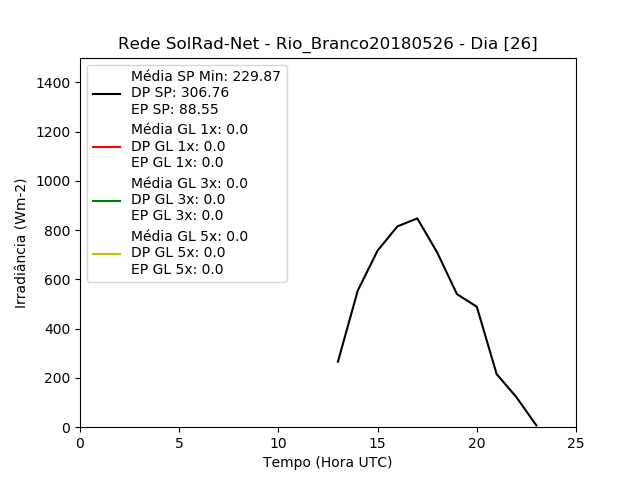 Rede SolRad-Net - Rio_Branco20180526 - Dia [26]
Média SP Min: 229.87
DP SP: 306.76
EP SP: 88.55
Média GL 1x: 0.0
DP GL 1x: 0.0
EP GL 1x: 0.0
Média GL 3x: 0.0
DP GL 3x: 0.0
EP GL 3x: 0.0
Média GL 5x: 0.0
DP GL 5x: 0.0
EP GL 5x: 0.0
Irradiância (Wm-2)
1400
1200
1000
800
600
400
200
0
0 5 10 15 20 25
Tempo (Hora UTC)